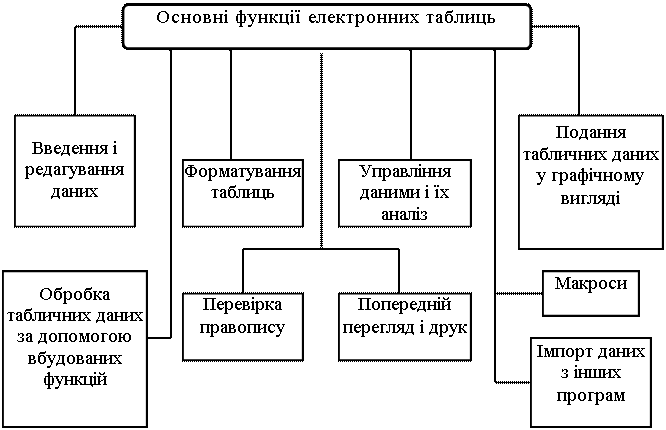 Основні функції електронних таблиць
Введення і
редагування
даних
Форматування
таблиць
Управління
даними і їх
аналіз
Подання
табличних даних
у графічному
вигляді
Обробка
табличних даних
за допомогою
вбудованих
функцій
Перевірка
правопису
Попередній
перегляд і друк
Макроси
Імпорт даних
з інших
програм